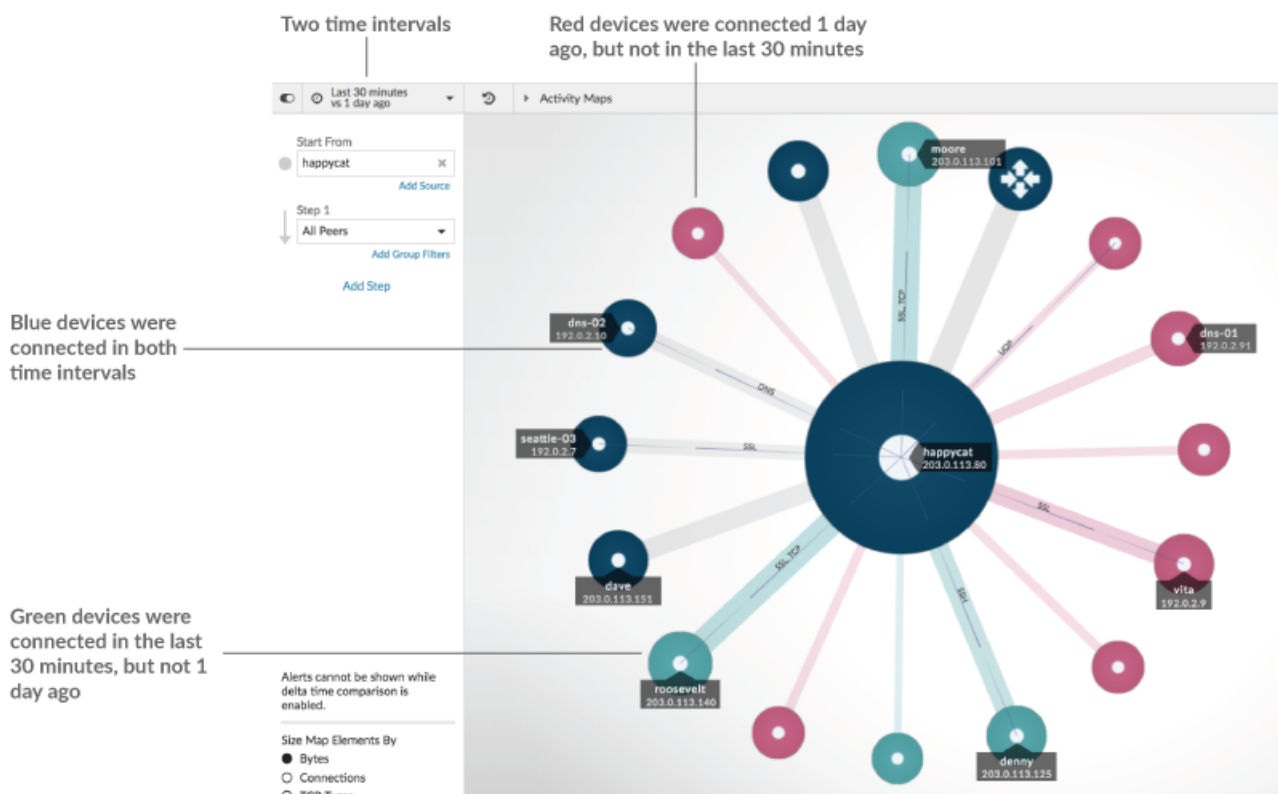 Two time intervals
Red devices were connected 1 day
ago, but not in the last 30 minutes
Last 30 minutes
vs 1 day ago
Activity Maps
Start From
happycat
Add Source
Step 1
All Peers
Add Group Filters
Add Step
Blue devices were
connected in both
time intervals
Green devices were
connected in the last
30 minutes, but not 1
day ago
Alerts cannot be shown while
delta time comparison is
enabled.
Size Map Elements By
Bytes
Connections
moore
203.0.113.101
SSL, TCP
UDP
dns-01
192.0.2.91
dns-02
192.0.2.10
DNS
seattle-03
192.0.2.7
SSL
happycat
203.0.113.80
SSL
vita
192.0.2.9
dave
203.0.113.151
SSL, TCP
SSH
roosevelt
203.0.113.140
denny
203.0.113.125